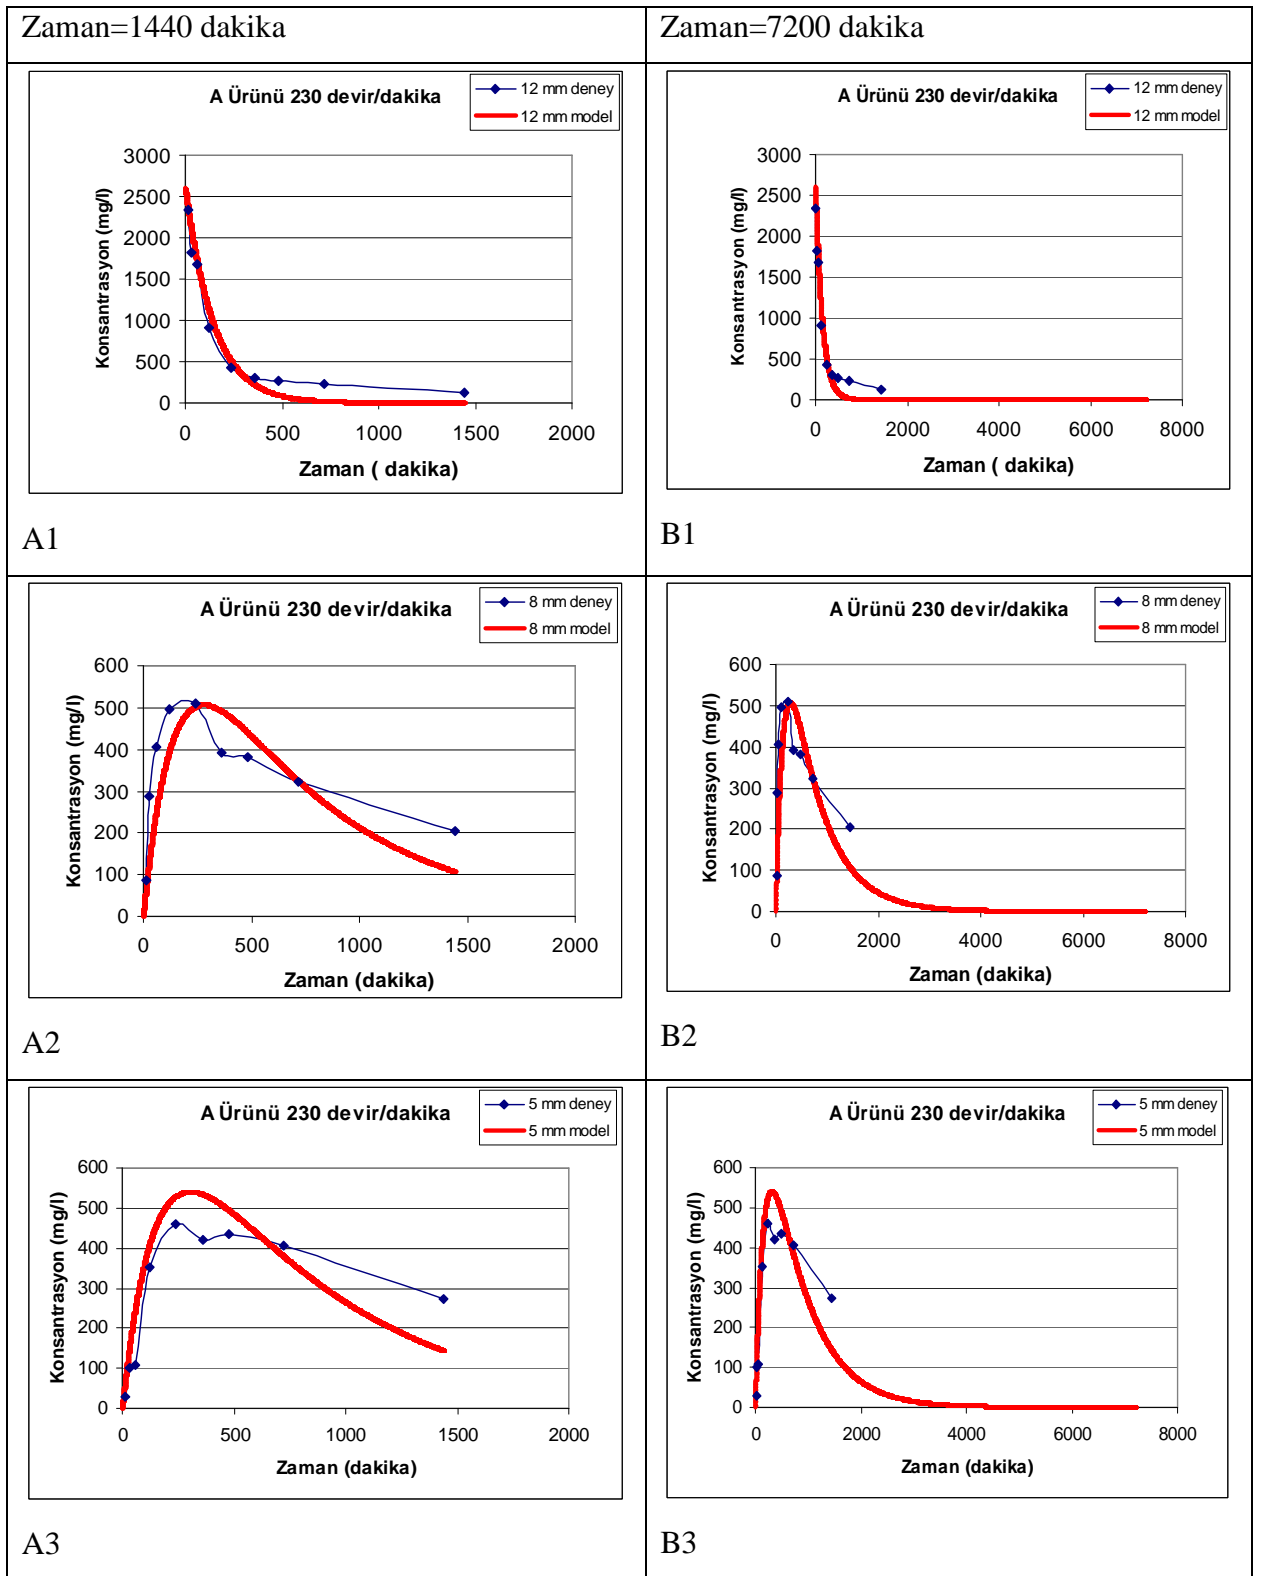 Zaman=1440 dakika
Zaman=7200 dakika
A Ürünü 230 devir/dakika
12 mm deney
12 mm model
3000
2500
2000
1500
1000
500
0
Konsantrasyon (mg/l)
0 500 1000 1500 2000
Zaman ( dakika)
A1
A Ürünü 230 devir/dakika
12 mm deney
12 mm model
3000
2500
2000
1500
1000
500
0
Konsantrasyon (mg/l)
0 2000 4000 6000 8000
Zaman ( dakika)
B1
A Ürünü 230 devir/dakika
8 mm deney
8 mm model
600
500
400
300
200
100
0
Konsantrasyon (mg/l)
0 500 1000 1500 2000
Zaman (dakika)
A2
A Ürünü 230 devir/dakika
8 mm deney
8 mm model
600
500
400
300
200
100
0
Konsantrasyon (mg/l)
0 2000 4000 6000 8000
Zaman (dakika)
B2
A Ürünü 230 devir/dakika
5 mm deney
5 mm model
600
500
400
300
200
100
0
Konsantrasyon (mg/l)
0 500 1000 1500 2000
Zaman (dakika)
A3
A Ürünü 230 devir/dakika
5 mm deney
5 mm model
600
500
400
300
200
100
0
Konsantrasyon (mg/l)
0 2000 4000 6000 8000
Zaman (dakika)
B3